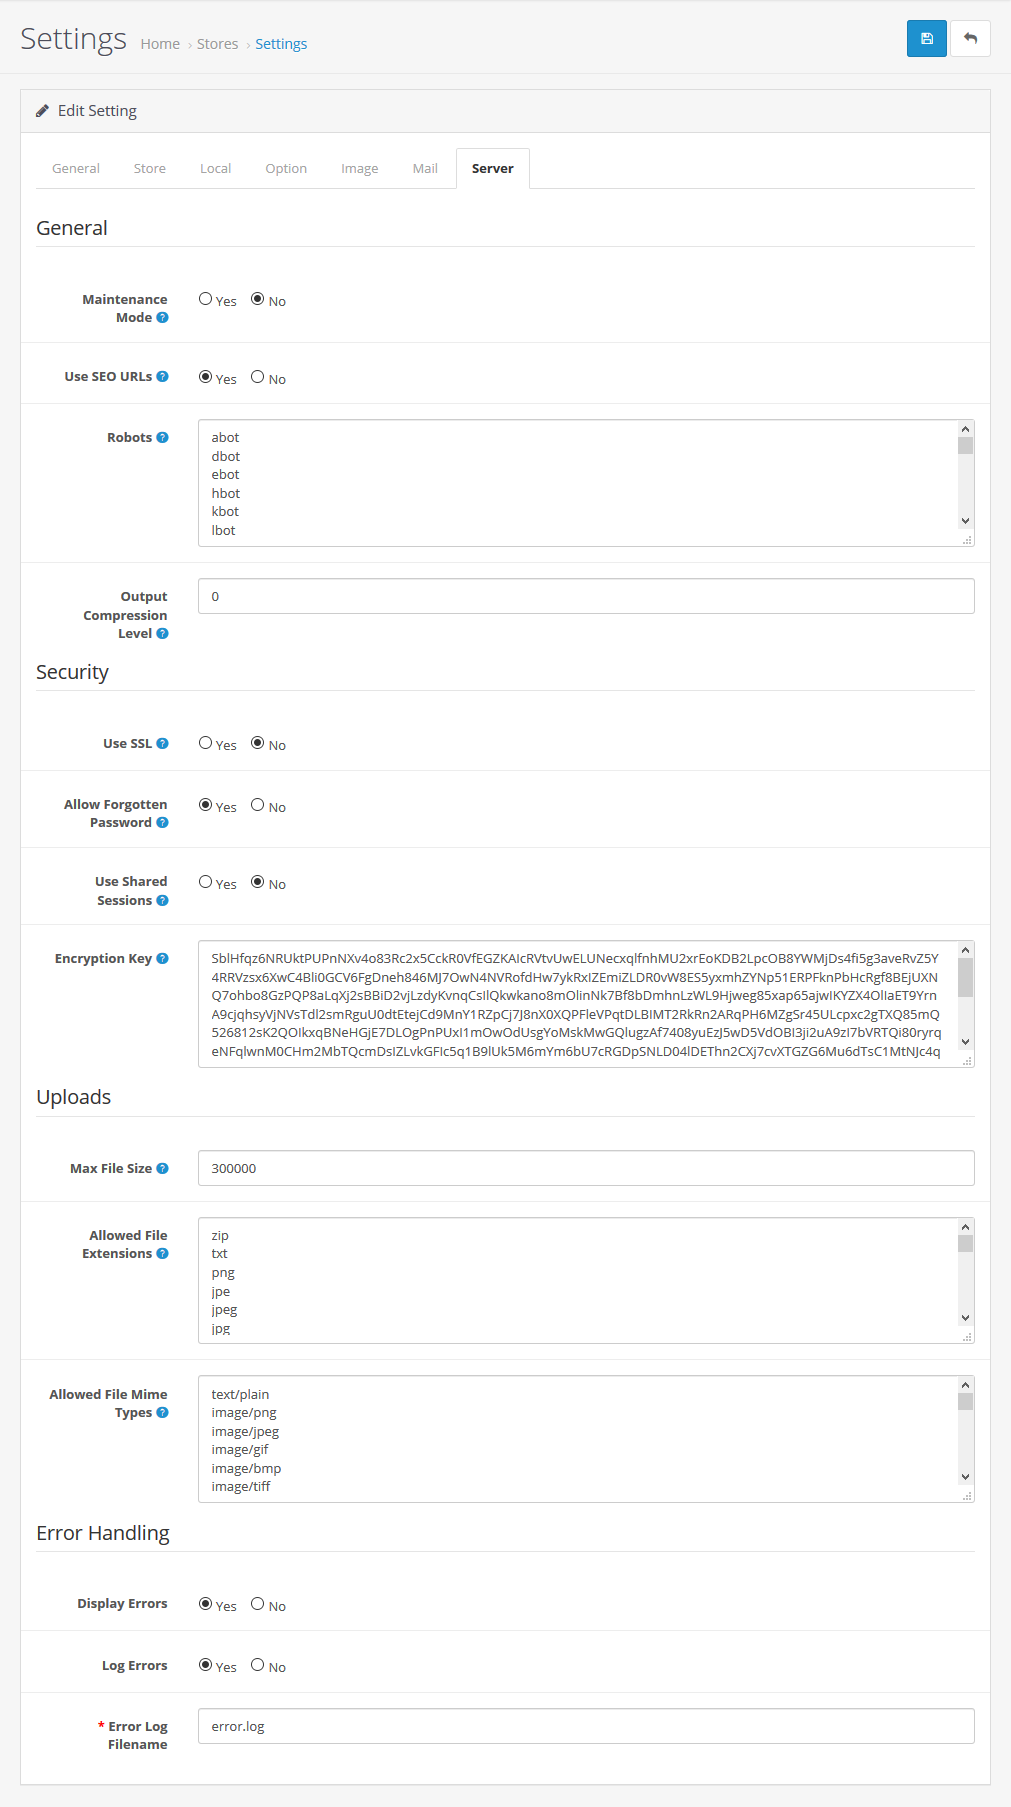 Settings Home › Stores › Settings
Edit Setting
General Store Local Option Image Mail Server
General
Maintenance
Mode
Yes No
Use SEO URLs
Yes No
Robots
abot
dbot
ebot
hbot
kbot
lbot
Output
Compression
Level
0
Security
Use SSL
Yes No
Allow Forgotten
Password
Yes No
Use Shared
Sessions
Yes No
Encryption Key
Uploads
Max File Size
300000
Allowed File
Extensions
zip
txt
png
jpe
jpeg
jpg
Allowed File Mime
Types
text/plain
image/png
image/jpeg
image/gif
image/bmp
image/tiff
Error Handling
Display Errors
Yes No
Log Errors
Yes No
* Error Log
Filename
error.log